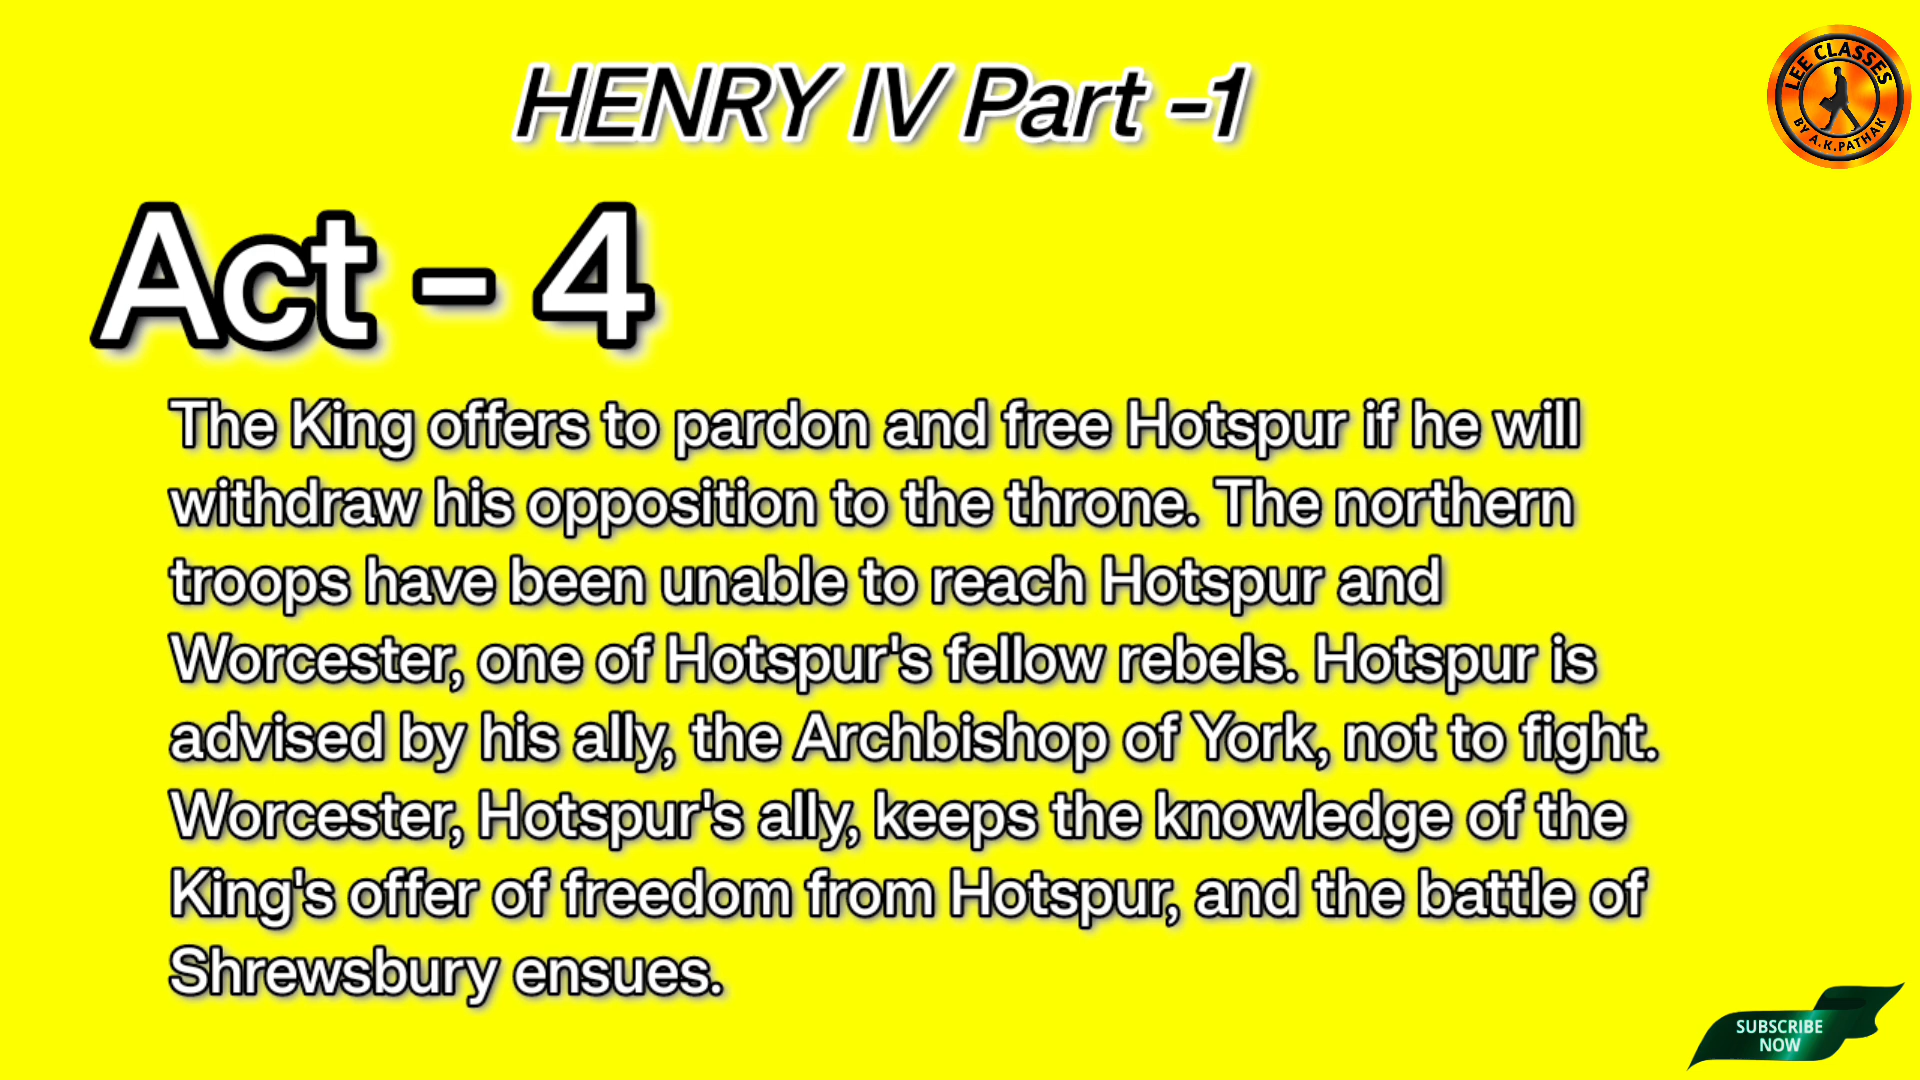 HENRY IV Part -1
LEE CLASSES
BY A.K.PATHAK
Act - 4
The King offers to pardon and free Hotspur if he will
withdraw his opposition to the throne. The northern
troops have been unable to reach Hotspur and
Worcester, one of Hotspur's fellow rebels. Hotspur is
advised by his ally, the Archbishop of York, not to fight.
Worcester, Hotspur's ally, keeps the knowledge of the
King's offer of freedom from Hotspur, and the battle of
Shrewsbury ensues.
SUBSCRIBE
NOW